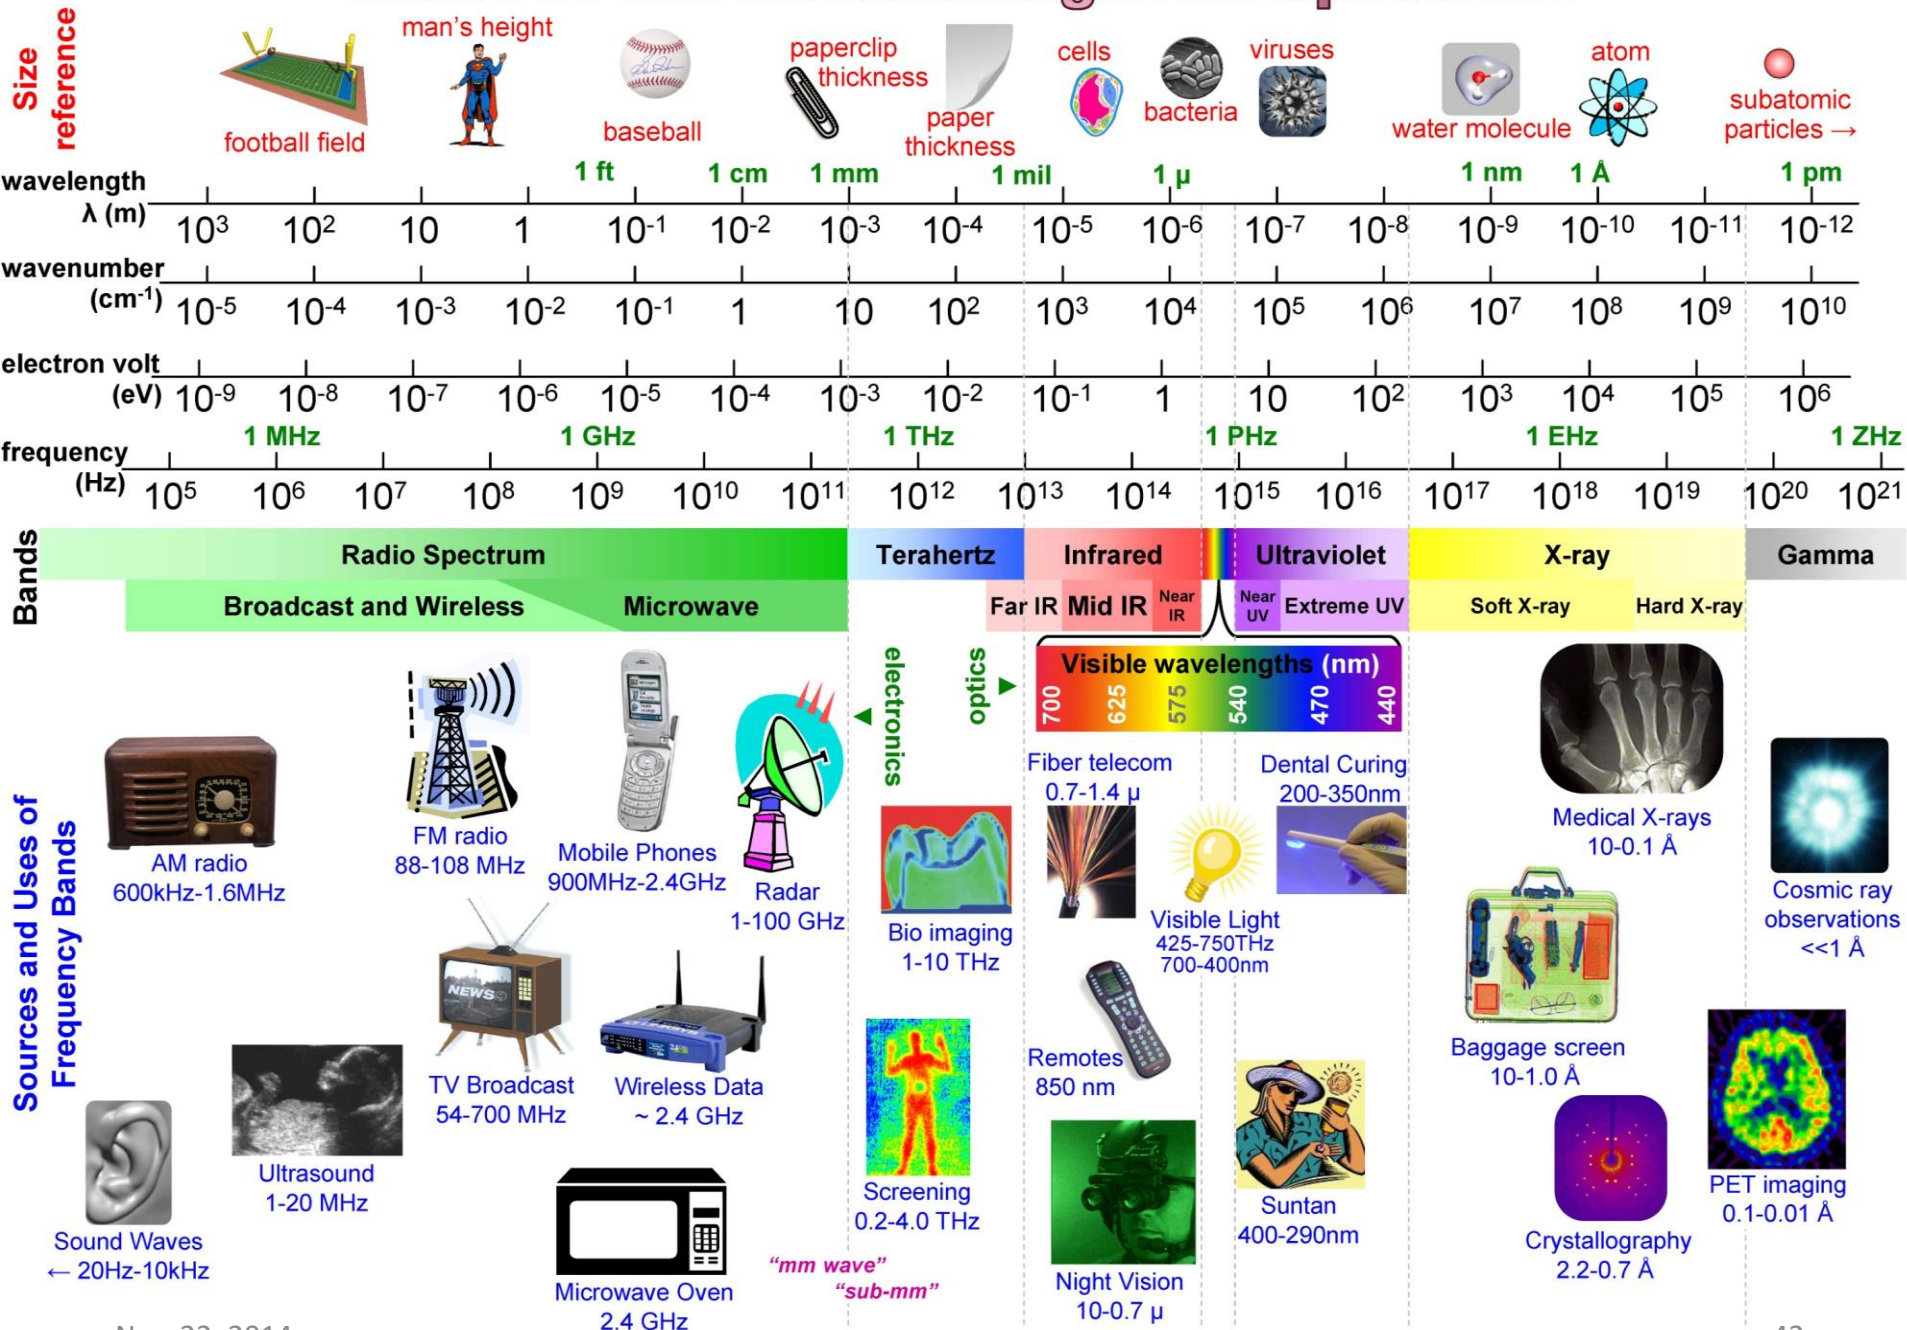 Size
reference
football field
man's height
baseball
paperclip
thickness
paper
thickness
cells
bacteria
viruses
water molecule
atom
subatomic
particles →
wavelength
λ (m)
1 ft 1 cm 1 mm 1 mil 1 µ 1 nm 1 Å 1 pm
10³ 10² 10 1 10⁻¹ 10⁻² 10⁻³ 10⁻⁴ 10⁻⁵ 10⁻⁶ 10⁻⁷ 10⁻⁸ 10⁻⁹ 10⁻¹⁰ 10⁻¹¹ 10⁻¹²
wavenumber
(cm⁻¹)
10⁻⁵ 10⁻⁴ 10⁻³ 10⁻² 10⁻¹ 1 10 10² 10³ 10⁴ 10⁵ 10⁶ 10⁷ 10⁸ 10⁹ 10¹⁰
electron volt
(eV)
10⁻⁹ 10⁻⁸ 10⁻⁷ 10⁻⁶ 10⁻⁵ 10⁻⁴ 10⁻³ 10⁻² 10⁻¹ 1 10 10² 10³ 10⁴ 10⁵ 10⁶
1 MHz 1 GHz 1 THz 1 PHz 1 EHz 1 ZHz
frequency
(Hz)
10⁵ 10⁶ 10⁷ 10⁸ 10⁹ 10¹⁰ 10¹¹ 10¹² 10¹³ 10¹⁴ 10¹⁵ 10¹⁶ 10¹⁷ 10¹⁸ 10¹⁹ 10²⁰ 10²¹
Bands
Radio Spectrum Terahertz Infrared Ultraviolet X-ray Gamma
Broadcast and Wireless Microwave Far IR Mid IR Near
IR
Near
UV
Extreme UV Soft X-ray Hard X-ray
electronics
optics
Visible wavelengths (nm)
700 625 575 540 470 440
Sources and Uses of
Frequency Bands
AM radio
600kHz-1.6MHz
FM radio
88-108 MHz
Mobile Phones
900MHz-2.4GHz
Radar
1-100 GHz
Bio imaging
1-10 THz
Fiber telecom
0.7-1.4 µ
Visible Light
425-750THz
700-400nm
Dental Curing
200-350nm
Medical X-rays
10-0.1 Å
Cosmic ray
observations
<<1 Å
NEWS
TV Broadcast
54-700 MHz
Wireless Data
~ 2.4 GHz
Remotes
850 nm
Baggage screen
10-1.0 Å
Sound Waves
← 20Hz-10kHz
Ultrasound
1-20 MHz
Microwave Oven
2.4 GHz
"mm wave"
"sub-mm"
Screening
0.2-4.0 THz
Night Vision
10-0.7 µ
Suntan
400-290nm
Crystallography
2.2-0.7 Å
PET imaging
0.1-0.01 Å